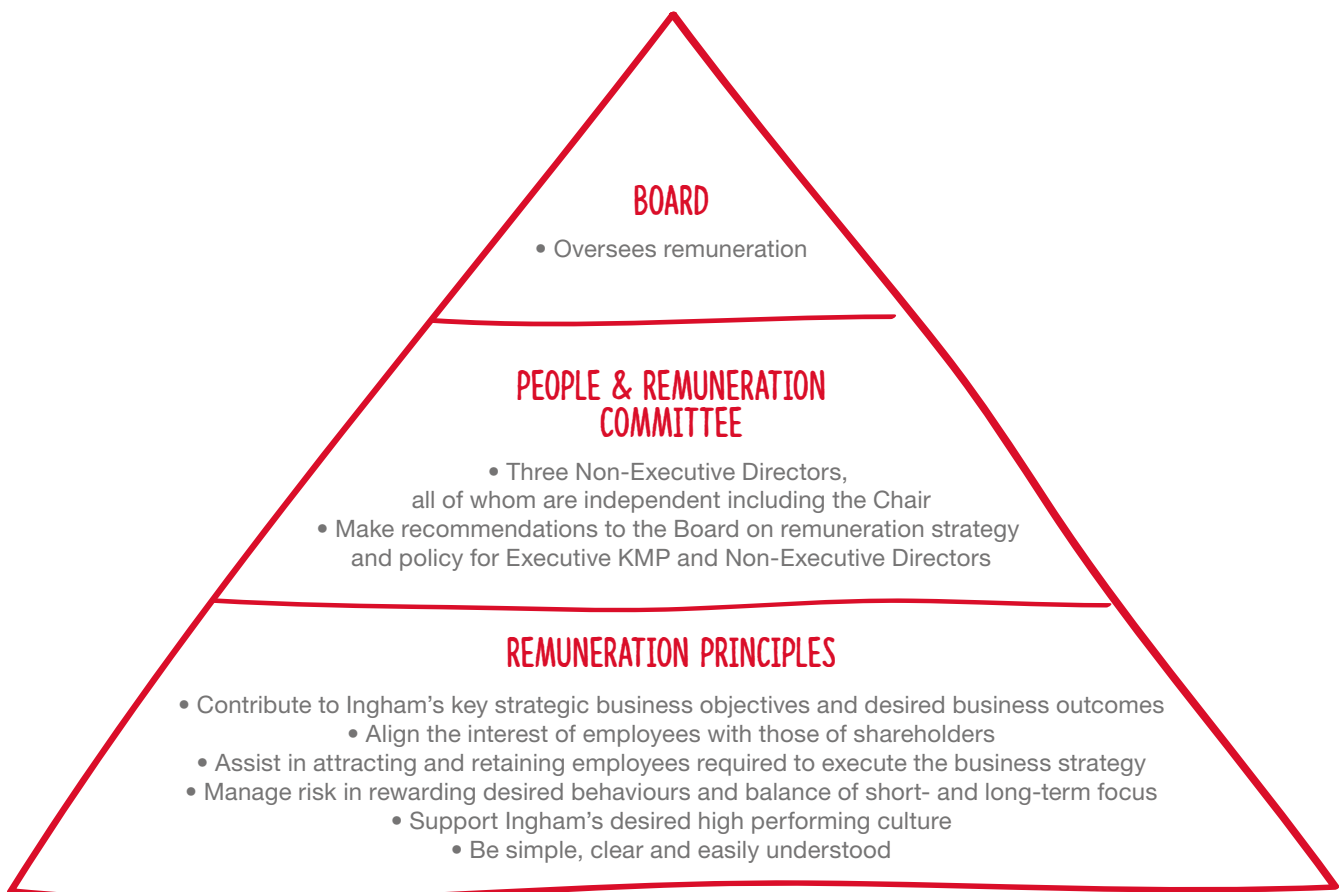 BOARD
• Oversees remuneration
PEOPLE & REMUNERATION
COMMITTEE
• Three Non-Executive Directors,
all of whom are independent including the Chair
• Make recommendations to the Board on remuneration strategy
and policy for Executive KMP and Non-Executive Directors
REMUNERATION PRINCIPLES
• Contribute to Ingham’s key strategic business objectives and desired business outcomes
• Align the interest of employees with those of shareholders
• Assist in attracting and retaining employees required to execute the business strategy
• Manage risk in rewarding desired behaviours and balance of short- and long-term focus
• Support Ingham’s desired high performing culture
• Be simple, clear and easily understood